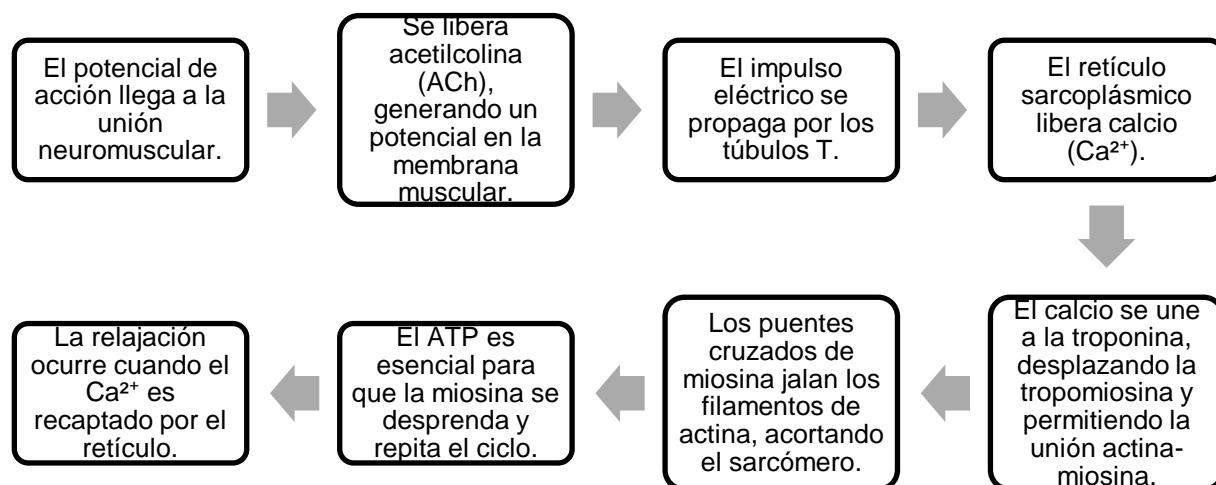 El potencial de
acción llega a la
unión
neuromuscular.
Se libera
acetilcolina
(ACh),
generando un
potencial en la
membrana
muscular.
El impulso
eléctrico se
propaga por los
túbulos T.
El retículo
sarcoplásmico
libera calcio
(Ca²⁺).
El calcio se une
a la troponina,
desplazando la
tropomiosina y
permitiendo la
unión actina-
miosina.
Los puentes
cruzados de
miosina jalan los
filamentos de
actina, acortando
el sarcómero.
El ATP es
esencial para
que la miosina se
desprenda y
repita el ciclo.
La relajación
ocurre cuando el
Ca²⁺ es
recaptado por el
retículo.